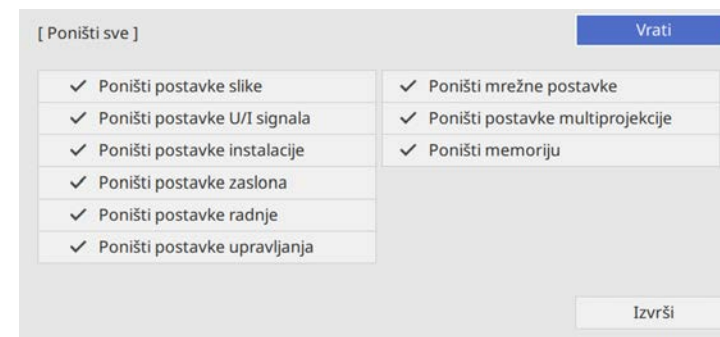 [ Poništi sve ]
Vrati
Poništi postavke slike
Poništi postavke U/I signala
Poništi postavke instalacije
Poništi postavke zaslona
Poništi postavke radnje
Poništi postavke upravljanja
Poništi mrežne postavke
Poništi postavke multiprojekcije
Poništi memoriju
Izvrši